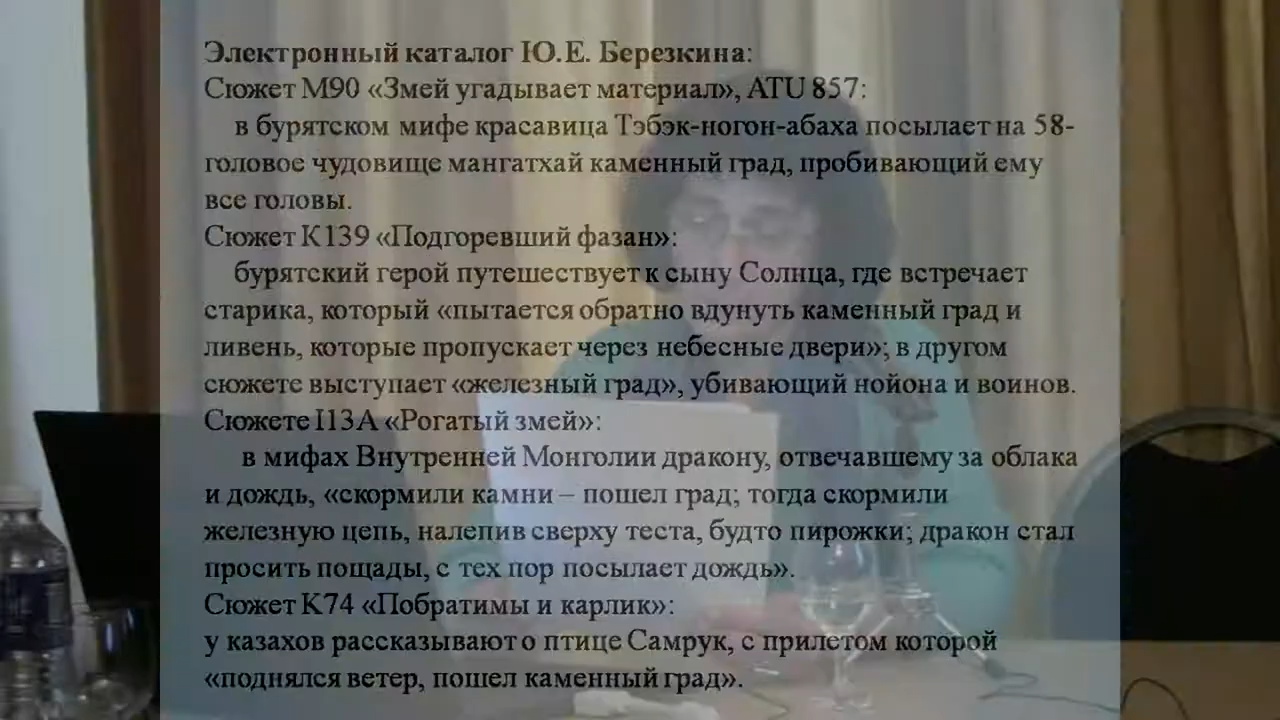 Электронный каталог Ю.Е. Березкина:
Сюжет М90 «Змей угадывает материал», ATU 857:
в бурятском мифе красавица Тэбэк-ногон-абаха посылает на 58-
головое чудовище мангатхай каменный град, пробивающий ему
все головы.
Сюжет К139 «Подгоревший фазан»:
бурятский герой путешествует к сыну Солнца, где встречает
старика, который «пытается обратно вдунуть каменный град и
ливень, которые пропускает через небесные двери»; в другом
сюжете выступает «железный град», убивающий нойона и воинов.
Сюжете I13A «Рогатый змей»:
в мифах Внутренней Монголии дракону, отвечавшему за облака
и дождь, «скормили камни – пошел град; тогда скормили
железную цепь, налепив сверху теста, будто пирожки; дракон стал
просить пощады, с тех пор посылает дождь».
Сюжет К74 «Побратимы и карлик»:
у казахов рассказывают о птице Самрук, с прилетом которой
«поднялся ветер, пошел каменный град».